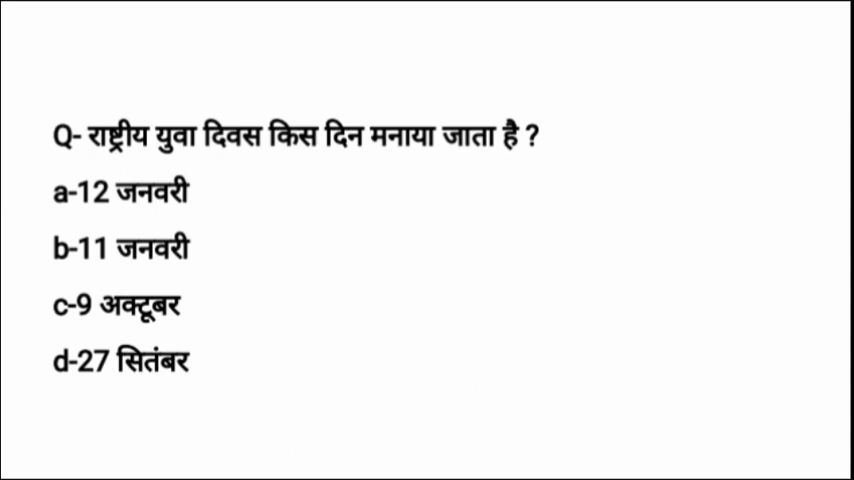 Q- राष्ट्रीय युवा दिवस किस दिन मनाया जाता है ?
a-12 जनवरी
b-11 जनवरी
c-9 अक्टूबर
d-27 सितंबर